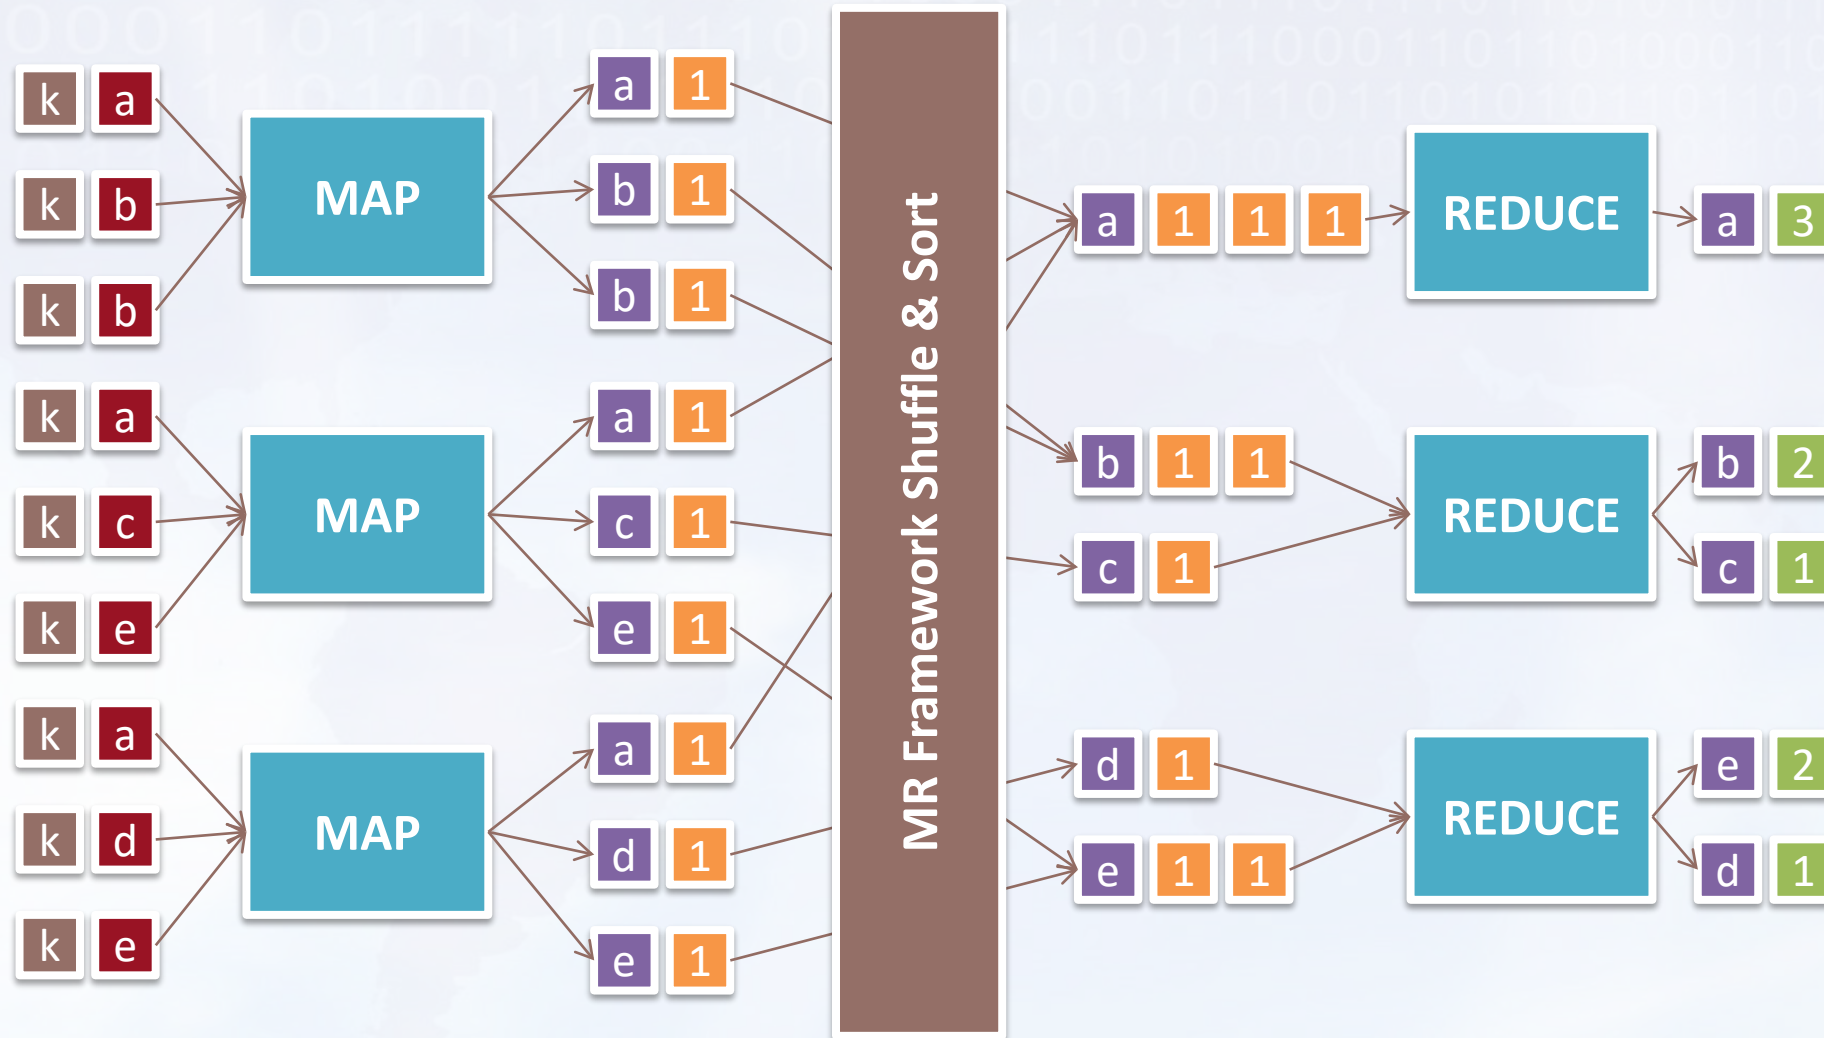 k a
k b
k b
k a
k c
k e
k a
k d
k e
MAP
MAP
MAP
a 1
b 1
b 1
a 1
c 1
e 1
a 1
d 1
e 1
MR Framework Shuffle & Sort
a 1 1 1
b 1 1
c 1
d 1
e 1 1
REDUCE
REDUCE
REDUCE
a 3
b 2
c 1
e 2
d 1